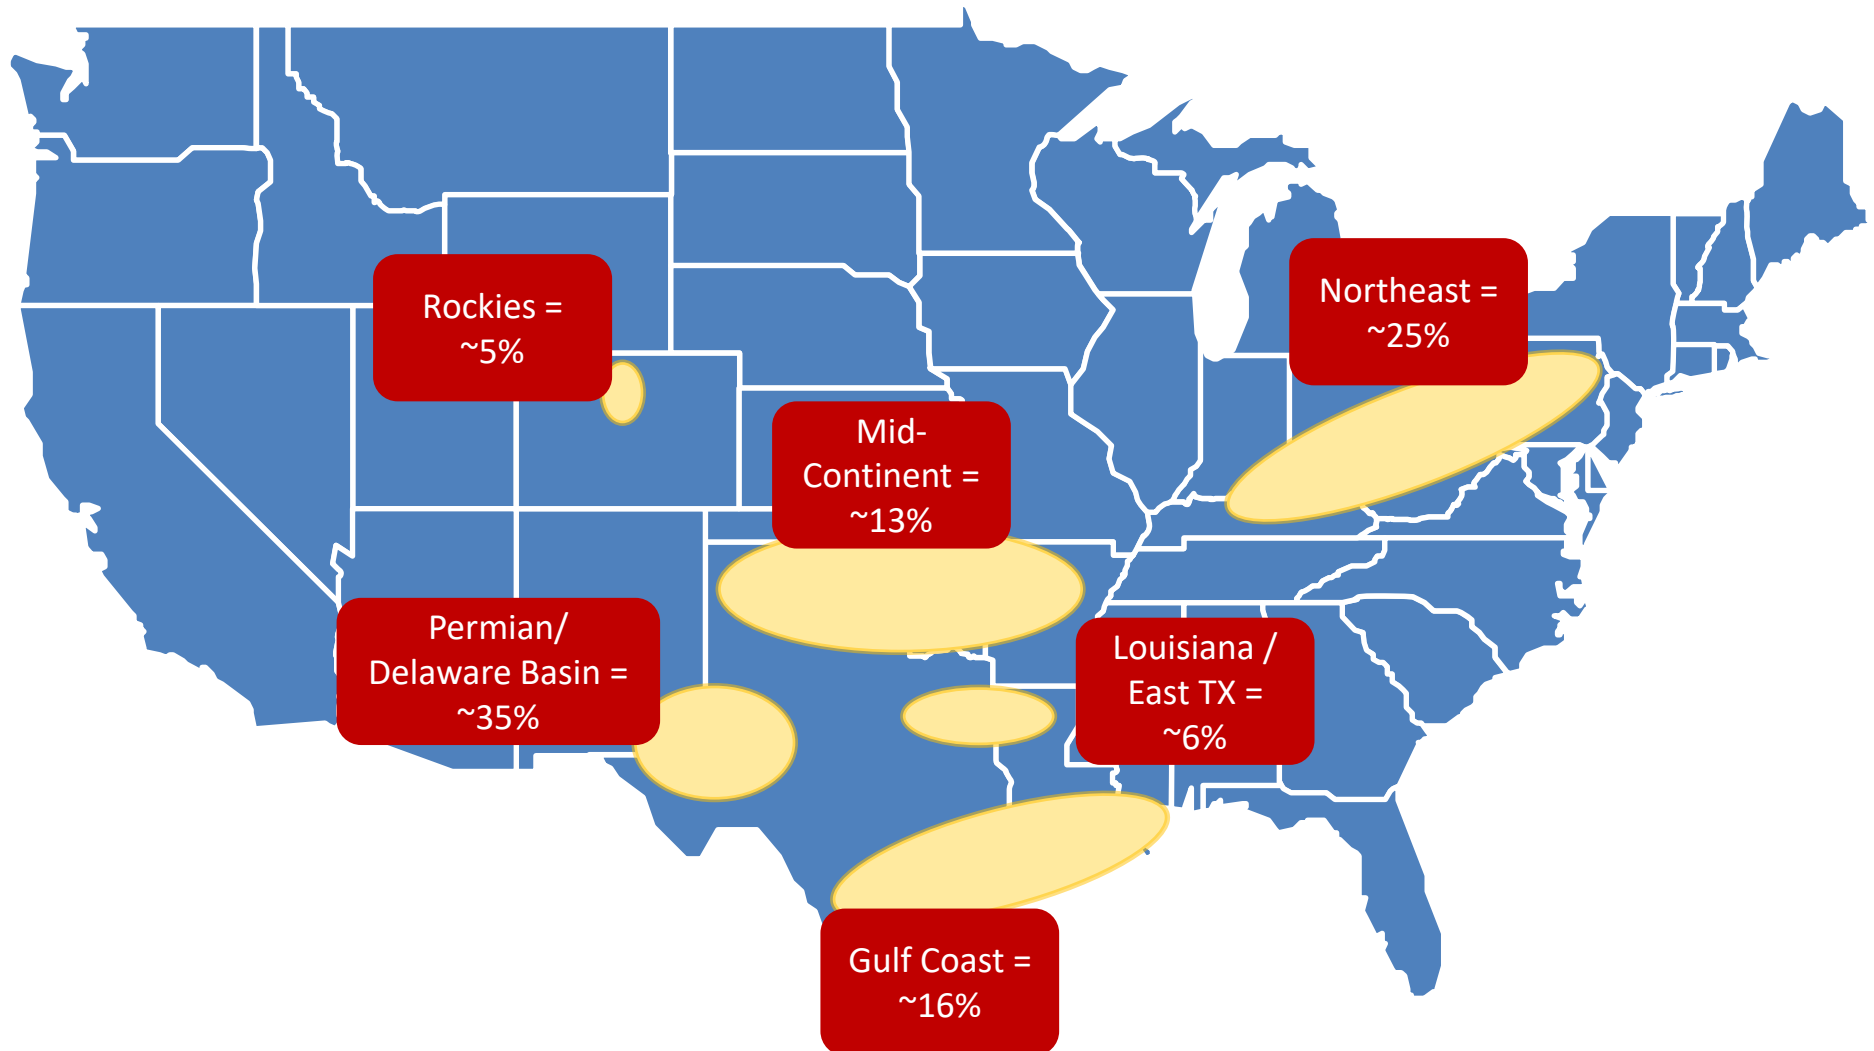 Rockies =
~5%
Northeast =
~25%
Mid-
Continent =
~13%
Permian/
Delaware Basin =
~35%
Louisiana /
East TX =
~6%
Gulf Coast =
~16%